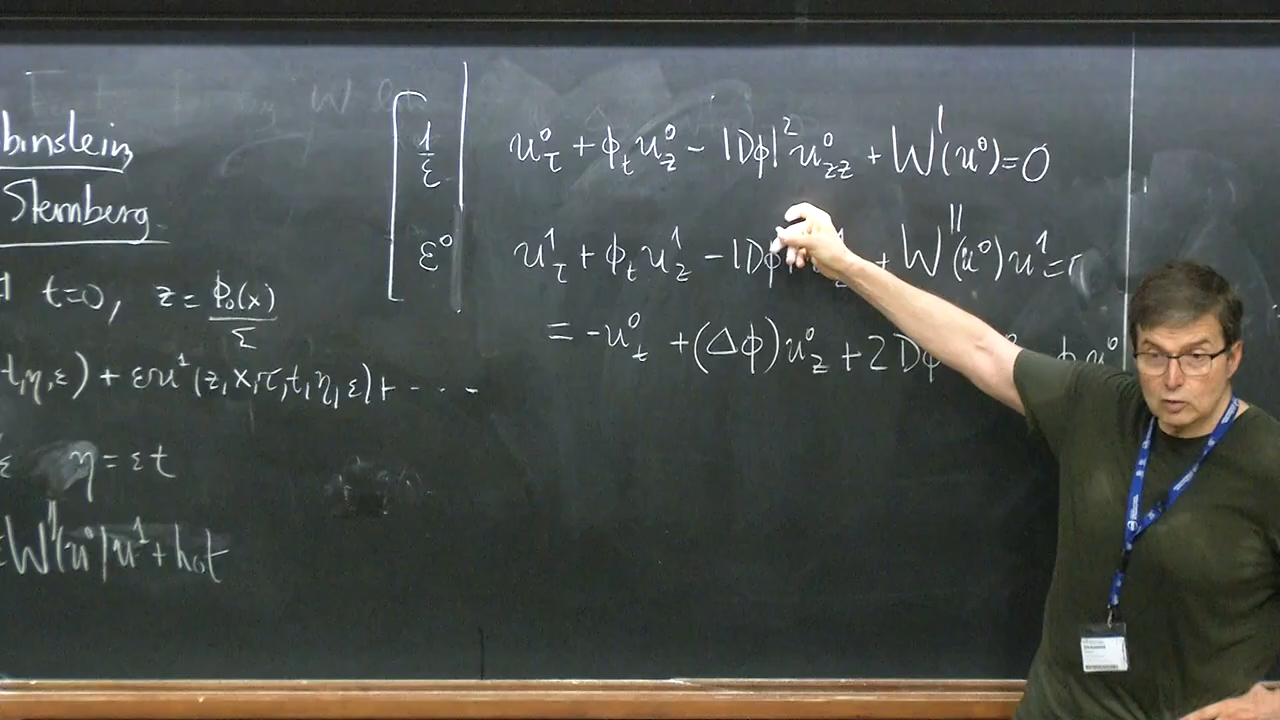 binstein
Sternberg
t=0, z = ϕ₀(x)/ε
t,η,ε) + εu¹(z,x,τ,t,η,ε)+ ---
η = εt
W''(u⁰)u¹ + hot
1/ε
u⁰_τ + ϕ_t u⁰_z − |Dϕ|² u⁰_zz + W'(u⁰) = 0
ε⁰
u¹_τ + ϕ_t u¹_z − |Dϕ + W''(u⁰) u¹ =
= −u⁰_t + (Δϕ) u⁰_z + 2Dϕ